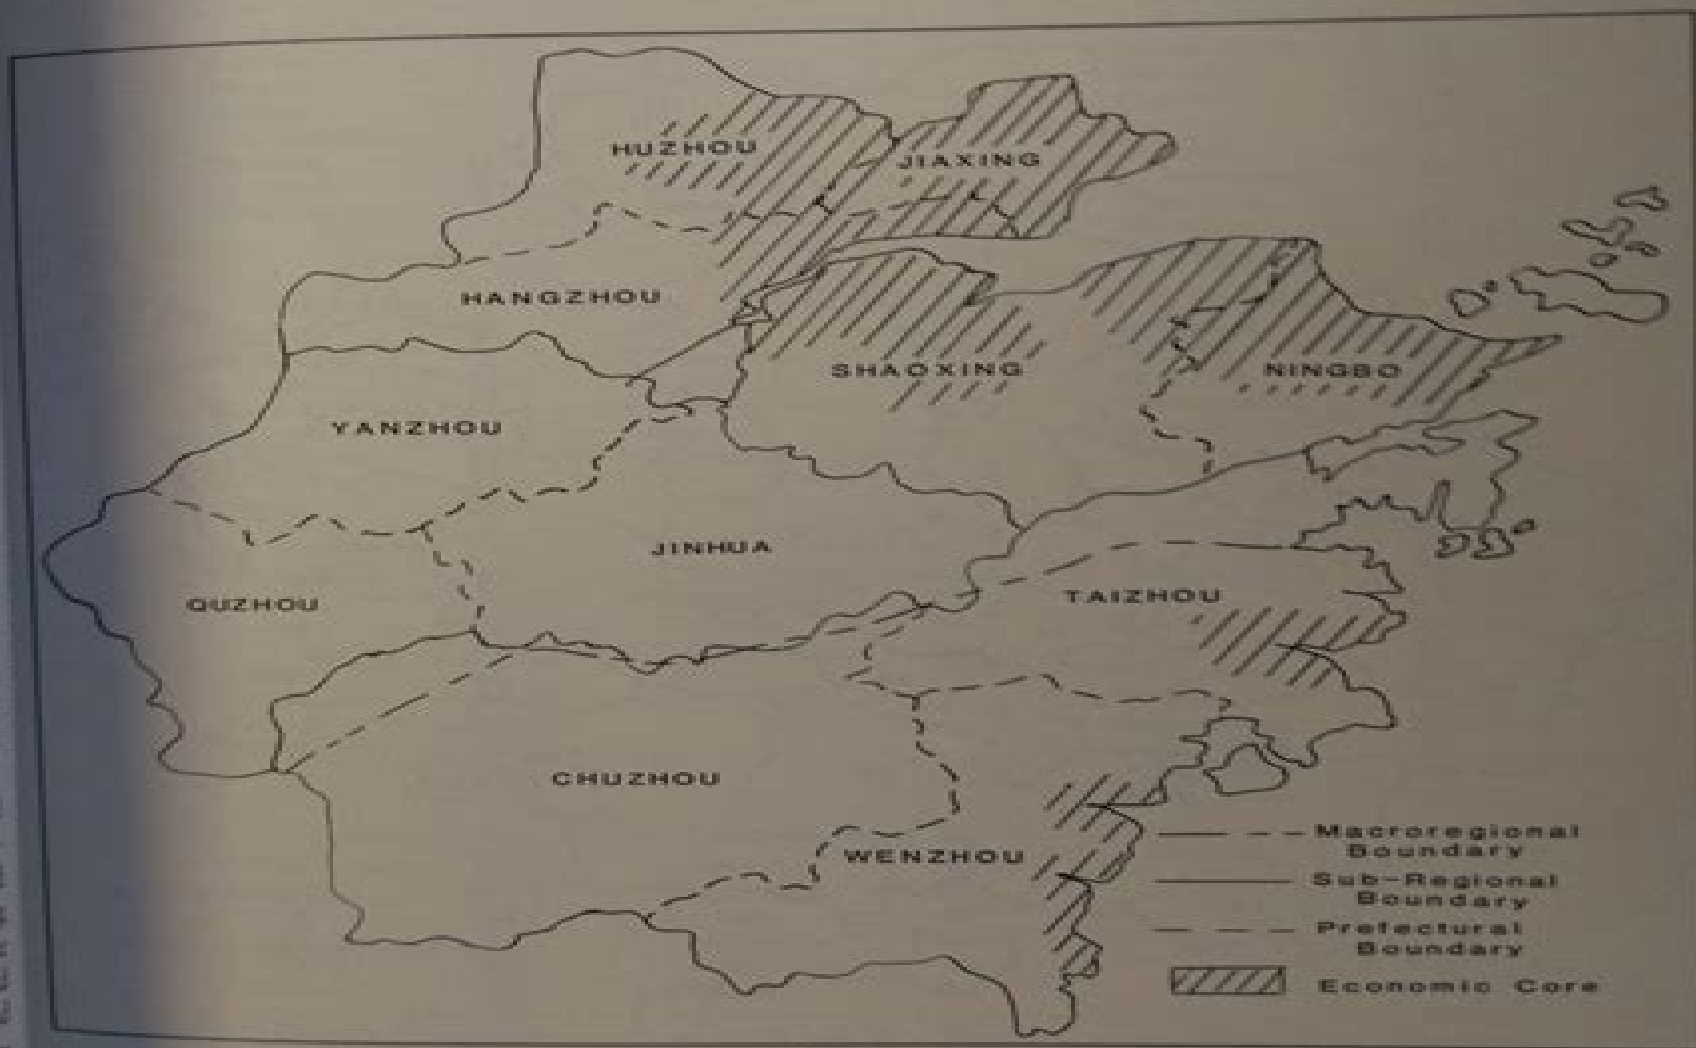 HUZHOU
JIAXING
HANGZHOU
SHAOXING
NINGBO
YANZHOU
JINHUA
QUZHOU
TAIZHOU
CHUZHOU
WENZHOU
Macroregional
Boundary
Sub-Regional
Boundary
Prefectural
Boundary
Economic Core